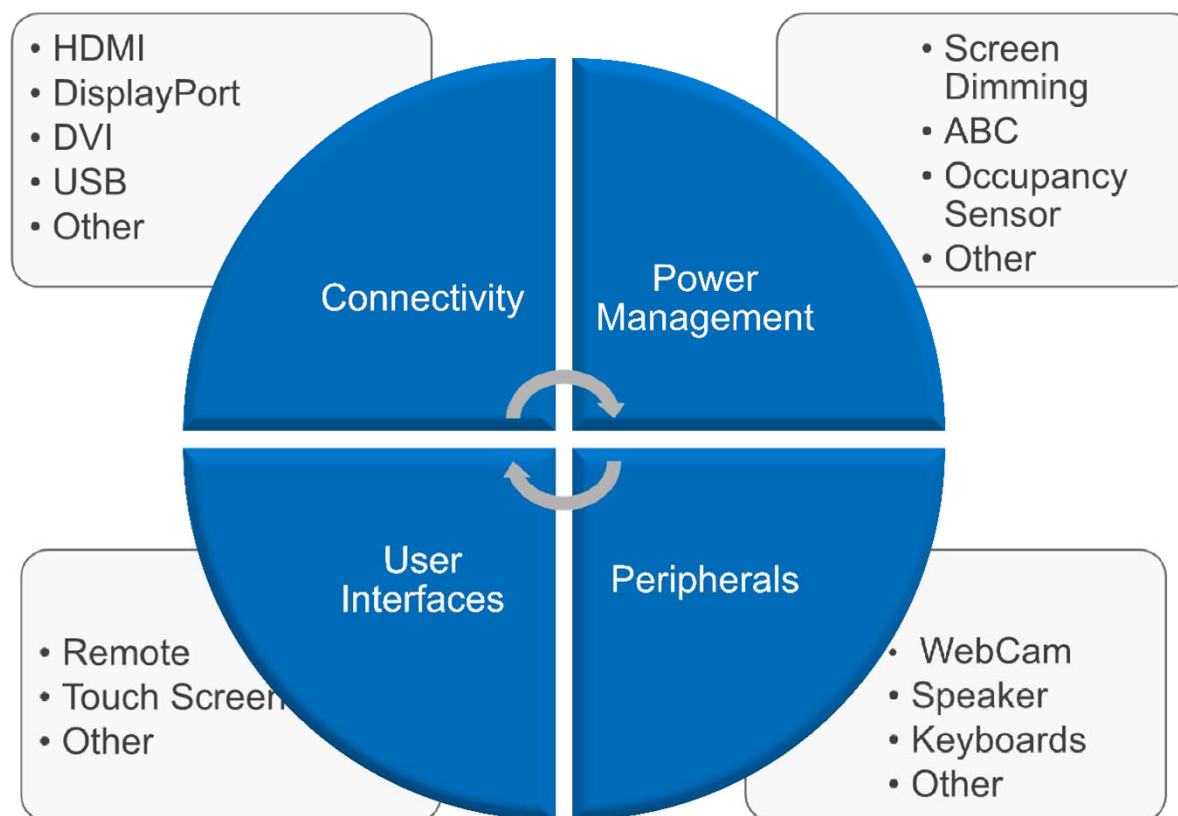 • HDMI
• DisplayPort
• DVI
• USB
• Other
• Screen
Dimming
• ABC
• Occupancy
Sensor
• Other
Connectivity
Power
Management
User
Interfaces
Peripherals
• Remote
• Touch Screen
• Other
• WebCam
• Speaker
• Keyboards
• Other